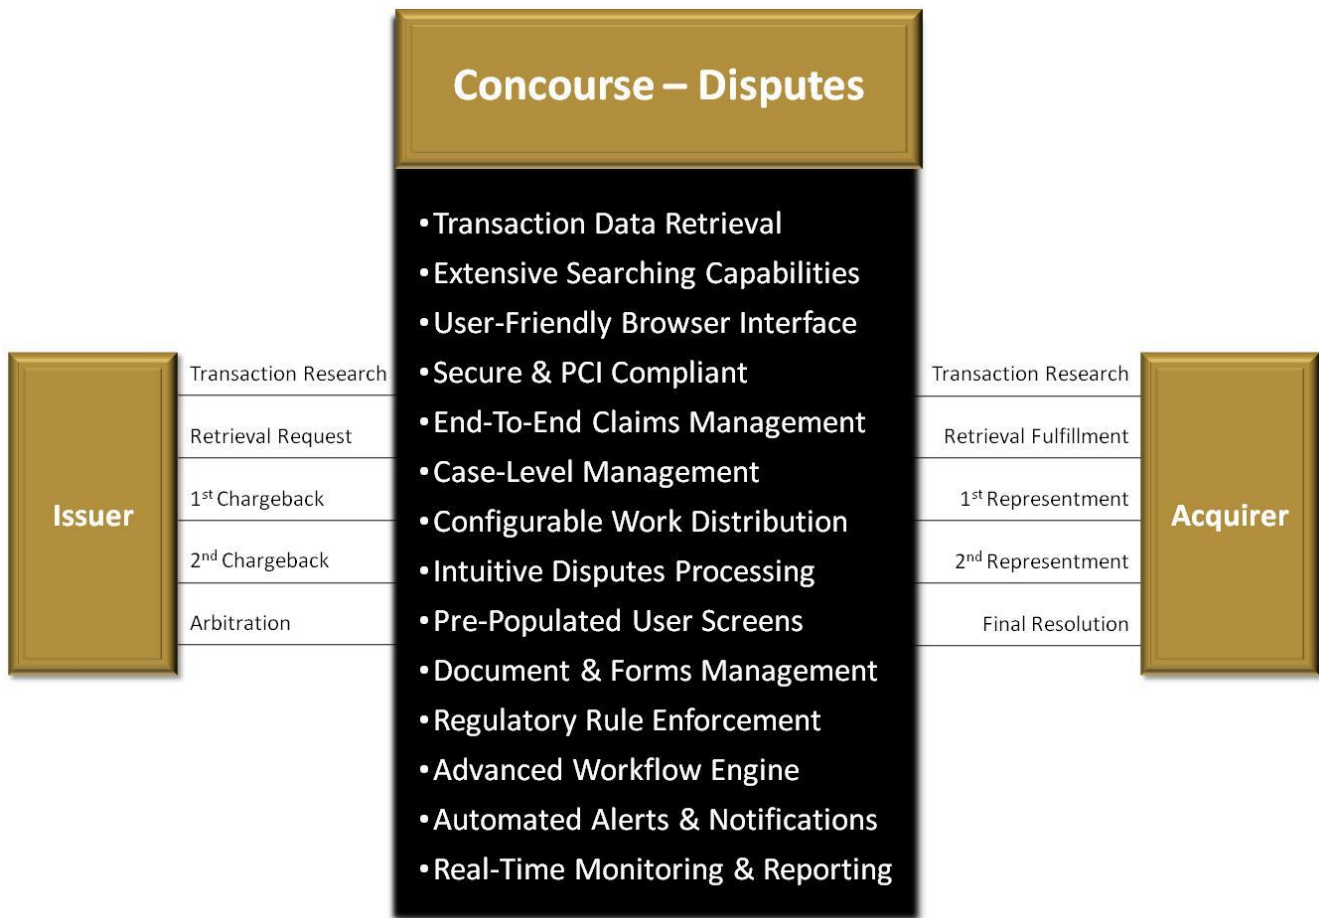 Concourse – Disputes
•Transaction Data Retrieval
•Extensive Searching Capabilities
•User-Friendly Browser Interface
•Secure & PCI Compliant
•End-To-End Claims Management
•Case-Level Management
•Configurable Work Distribution
•Intuitive Disputes Processing
•Pre-Populated User Screens
•Document & Forms Management
•Regulatory Rule Enforcement
•Advanced Workflow Engine
•Automated Alerts & Notifications
•Real-Time Monitoring & Reporting
Issuer
Transaction Research
Retrieval Request
1st Chargeback
2nd Chargeback
Arbitration
Transaction Research
Retrieval Fulfillment
1st Representment
2nd Representment
Final Resolution
Acquirer